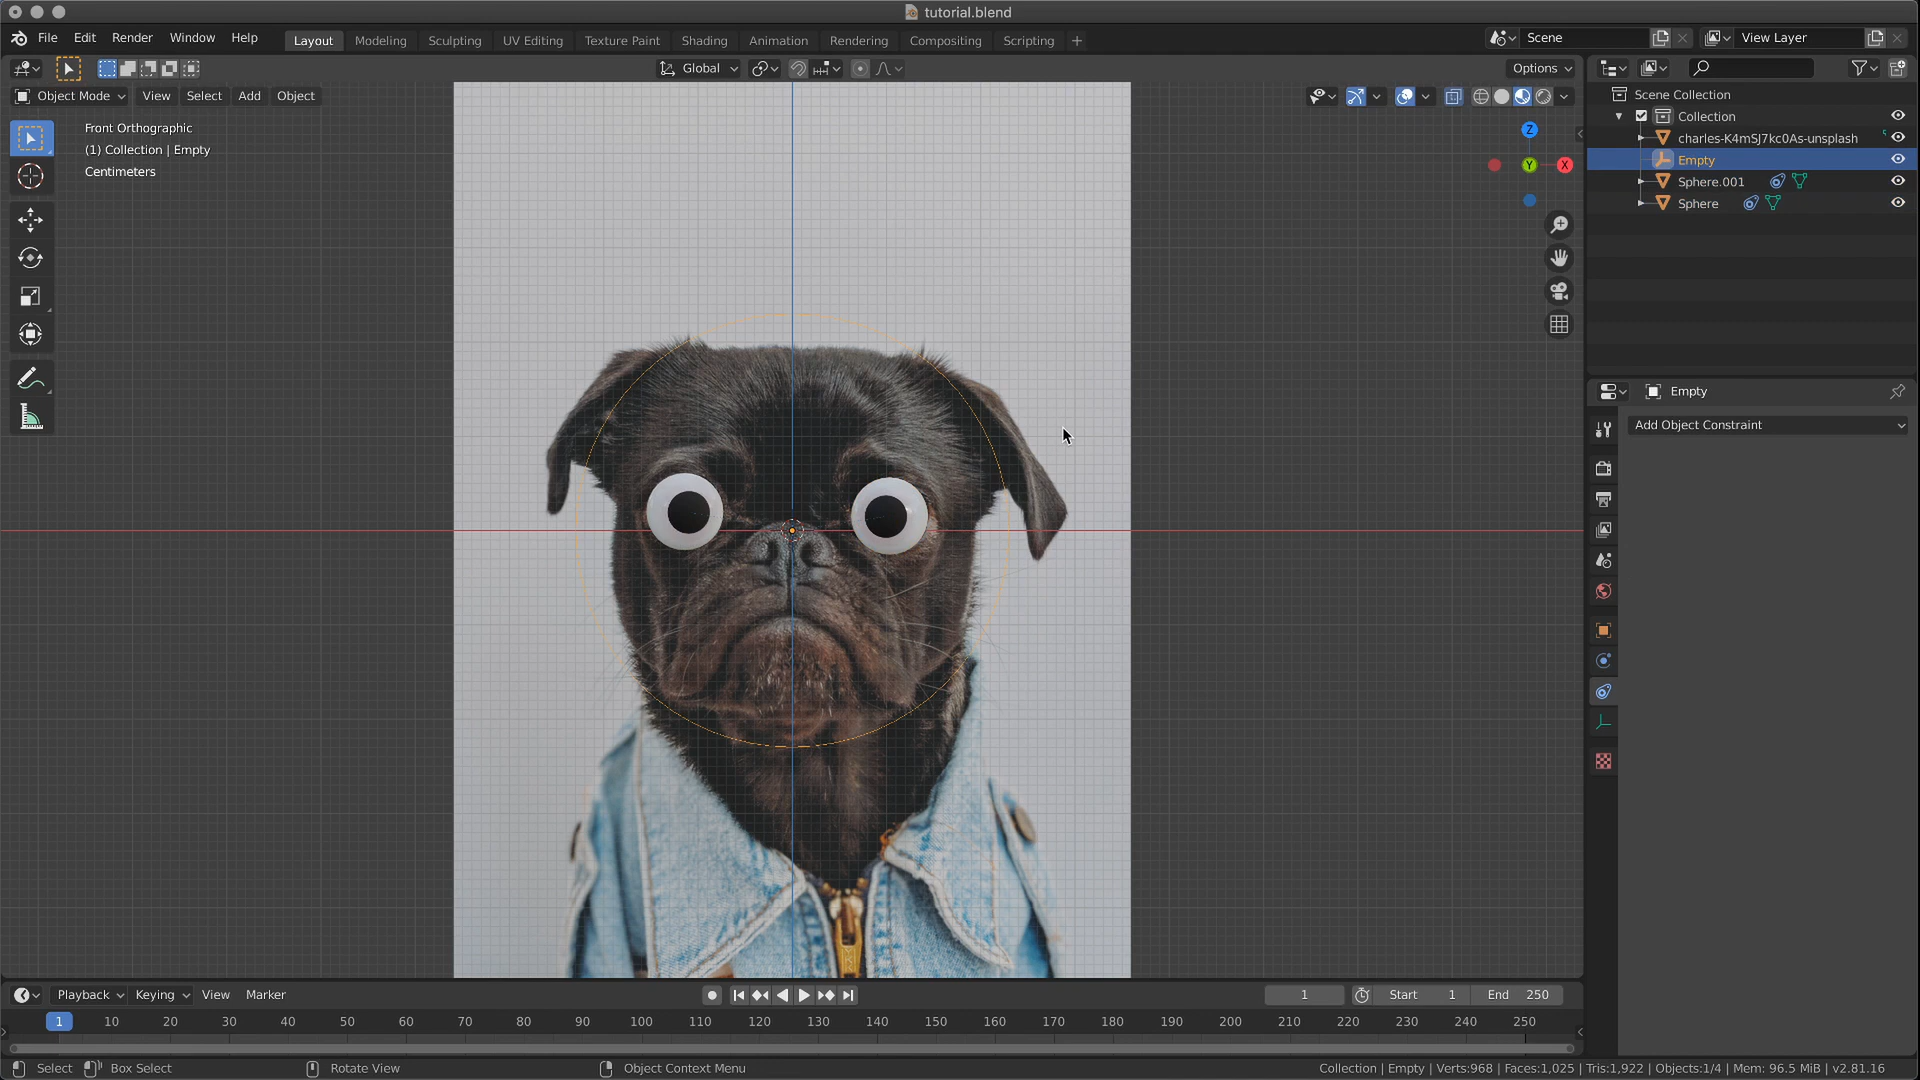 tutorial.blend
File Edit Render Window Help Layout Modeling Sculpting UV Editing Texture Paint Shading Animation Rendering Compositing Scripting + Scene View Layer
Global Options
Object Mode View Select Add Object
Front Orthographic
(1) Collection | Empty
Centimeters
Z
Y
X
Scene Collection
Collection
charles-K4mSJ7kc0As-unsplash
Empty
Sphere.001
Sphere
Empty
Add Object Constraint
Playback Keying View Marker 1 Start 1 End 250
1 10 20 30 40 50 60 70 80 90 100 110 120 130 140 150 160 170 180 190 200 210 220 230 240 250
Select Box Select Rotate View Object Context Menu Collection | Empty | Verts:968 | Faces:1,025 | Tris:1,922 | Objects:1/4 | Mem: 96.5 MiB | v2.81.16